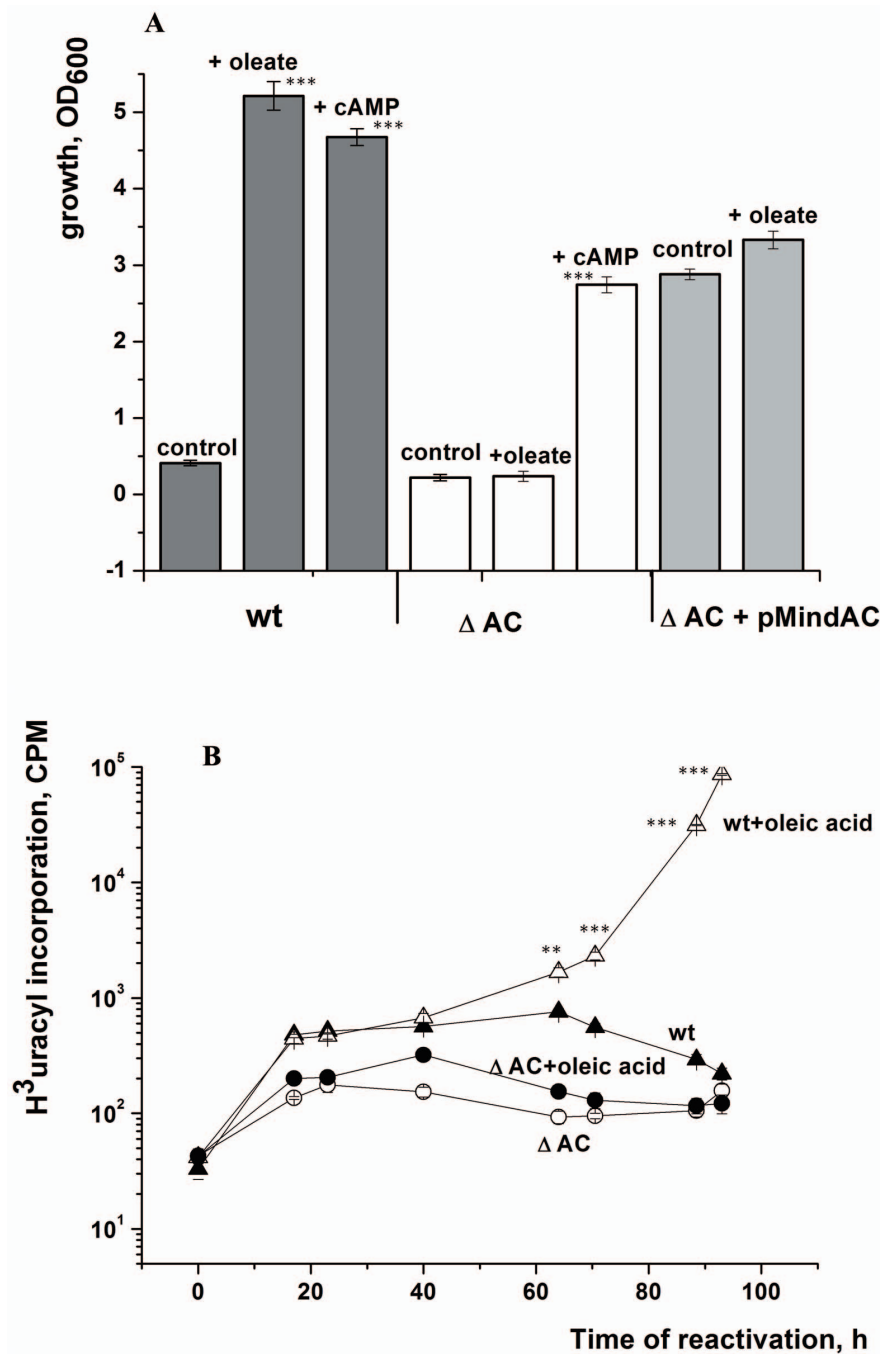 A
growth, OD600
5
4
3
2
1
0
-1
+ oleate
***
+ cAMP
***
control
control
+oleate
+ cAMP
***
control
+ oleate
wt
Δ AC
Δ AC + pMindAC
B
H3uracyl incorporation, CPM
10^5
10^4
10^3
10^2
10^1
***
***
wt+oleic acid
***
**
wt
Δ AC+oleic acid
Δ AC
0
20
40
60
80
100
Time of reactivation, h